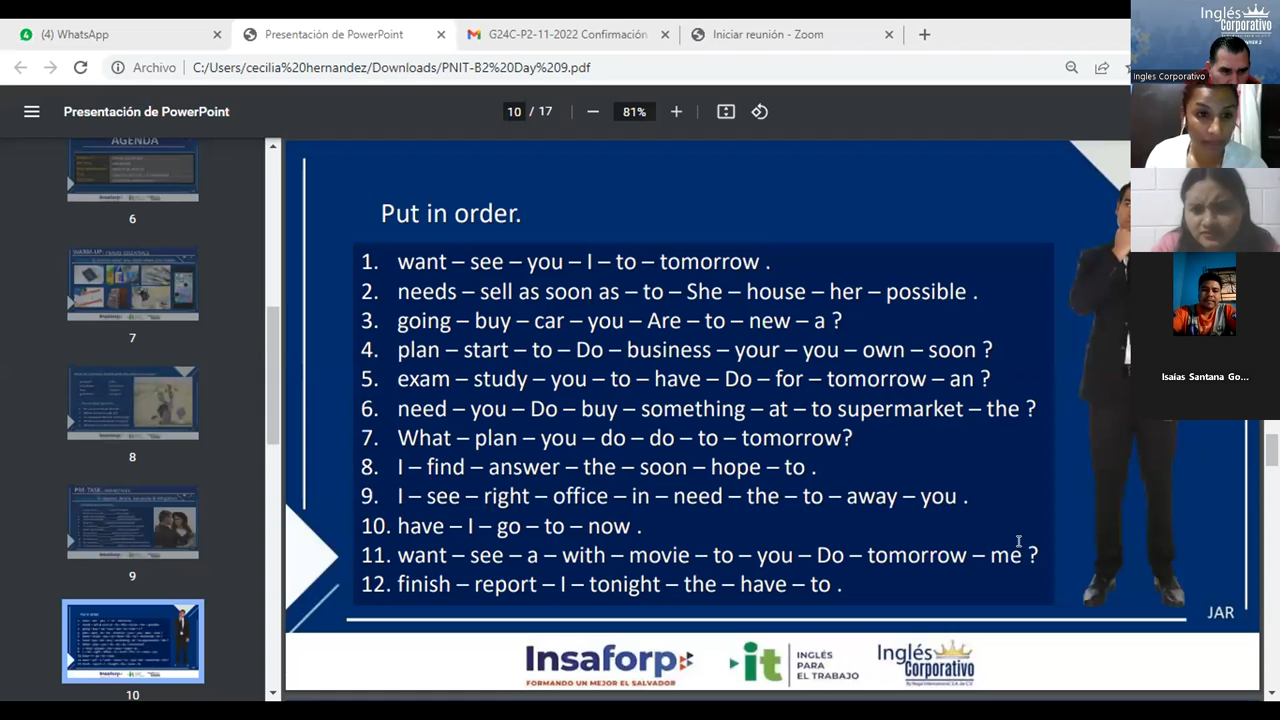 (4) WhatsApp
Presentación de PowerPoint
G24C-P2-11-2022 Confirmación
Iniciar reunión - Zoom
Archivo
C:/Users/cecilia%20hernandez/Downloads/PNIT-B2%20Day%209.pdf
Presentación de PowerPoint
10 / 17
81%
AGENDA
6
7
8
9
10
Put in order.
1. want – see – you – I – to – tomorrow .
2. needs – sell as soon as – to – She – house – her – possible .
3. going – buy – car – you – Are – to – new – a ?
4. plan – start – to – Do – business – your – you – own – soon ?
5. exam – study – you – to – have – Do – for – tomorrow – an ?
6. need – you – Do – buy – something – at – to supermarket – the ?
7. What – plan – you – do – do – to – tomorrow?
8. I – find – answer – the – soon – hope – to .
9. I – see – right – office – in – need – the – to – away – you .
10. have – I – go – to – now .
11. want – see – a – with – movie – to – you – Do – tomorrow – me ?
12. finish – report – I – tonight – the – have – to .
JAR
Insaforp
FORMANDO UN MEJOR EL SALVADOR
it
INGLÉS
PARA
EL TRABAJO
Inglés
Corporativo
Inglés
Ingles Corporativo
Isaías Santana Go...